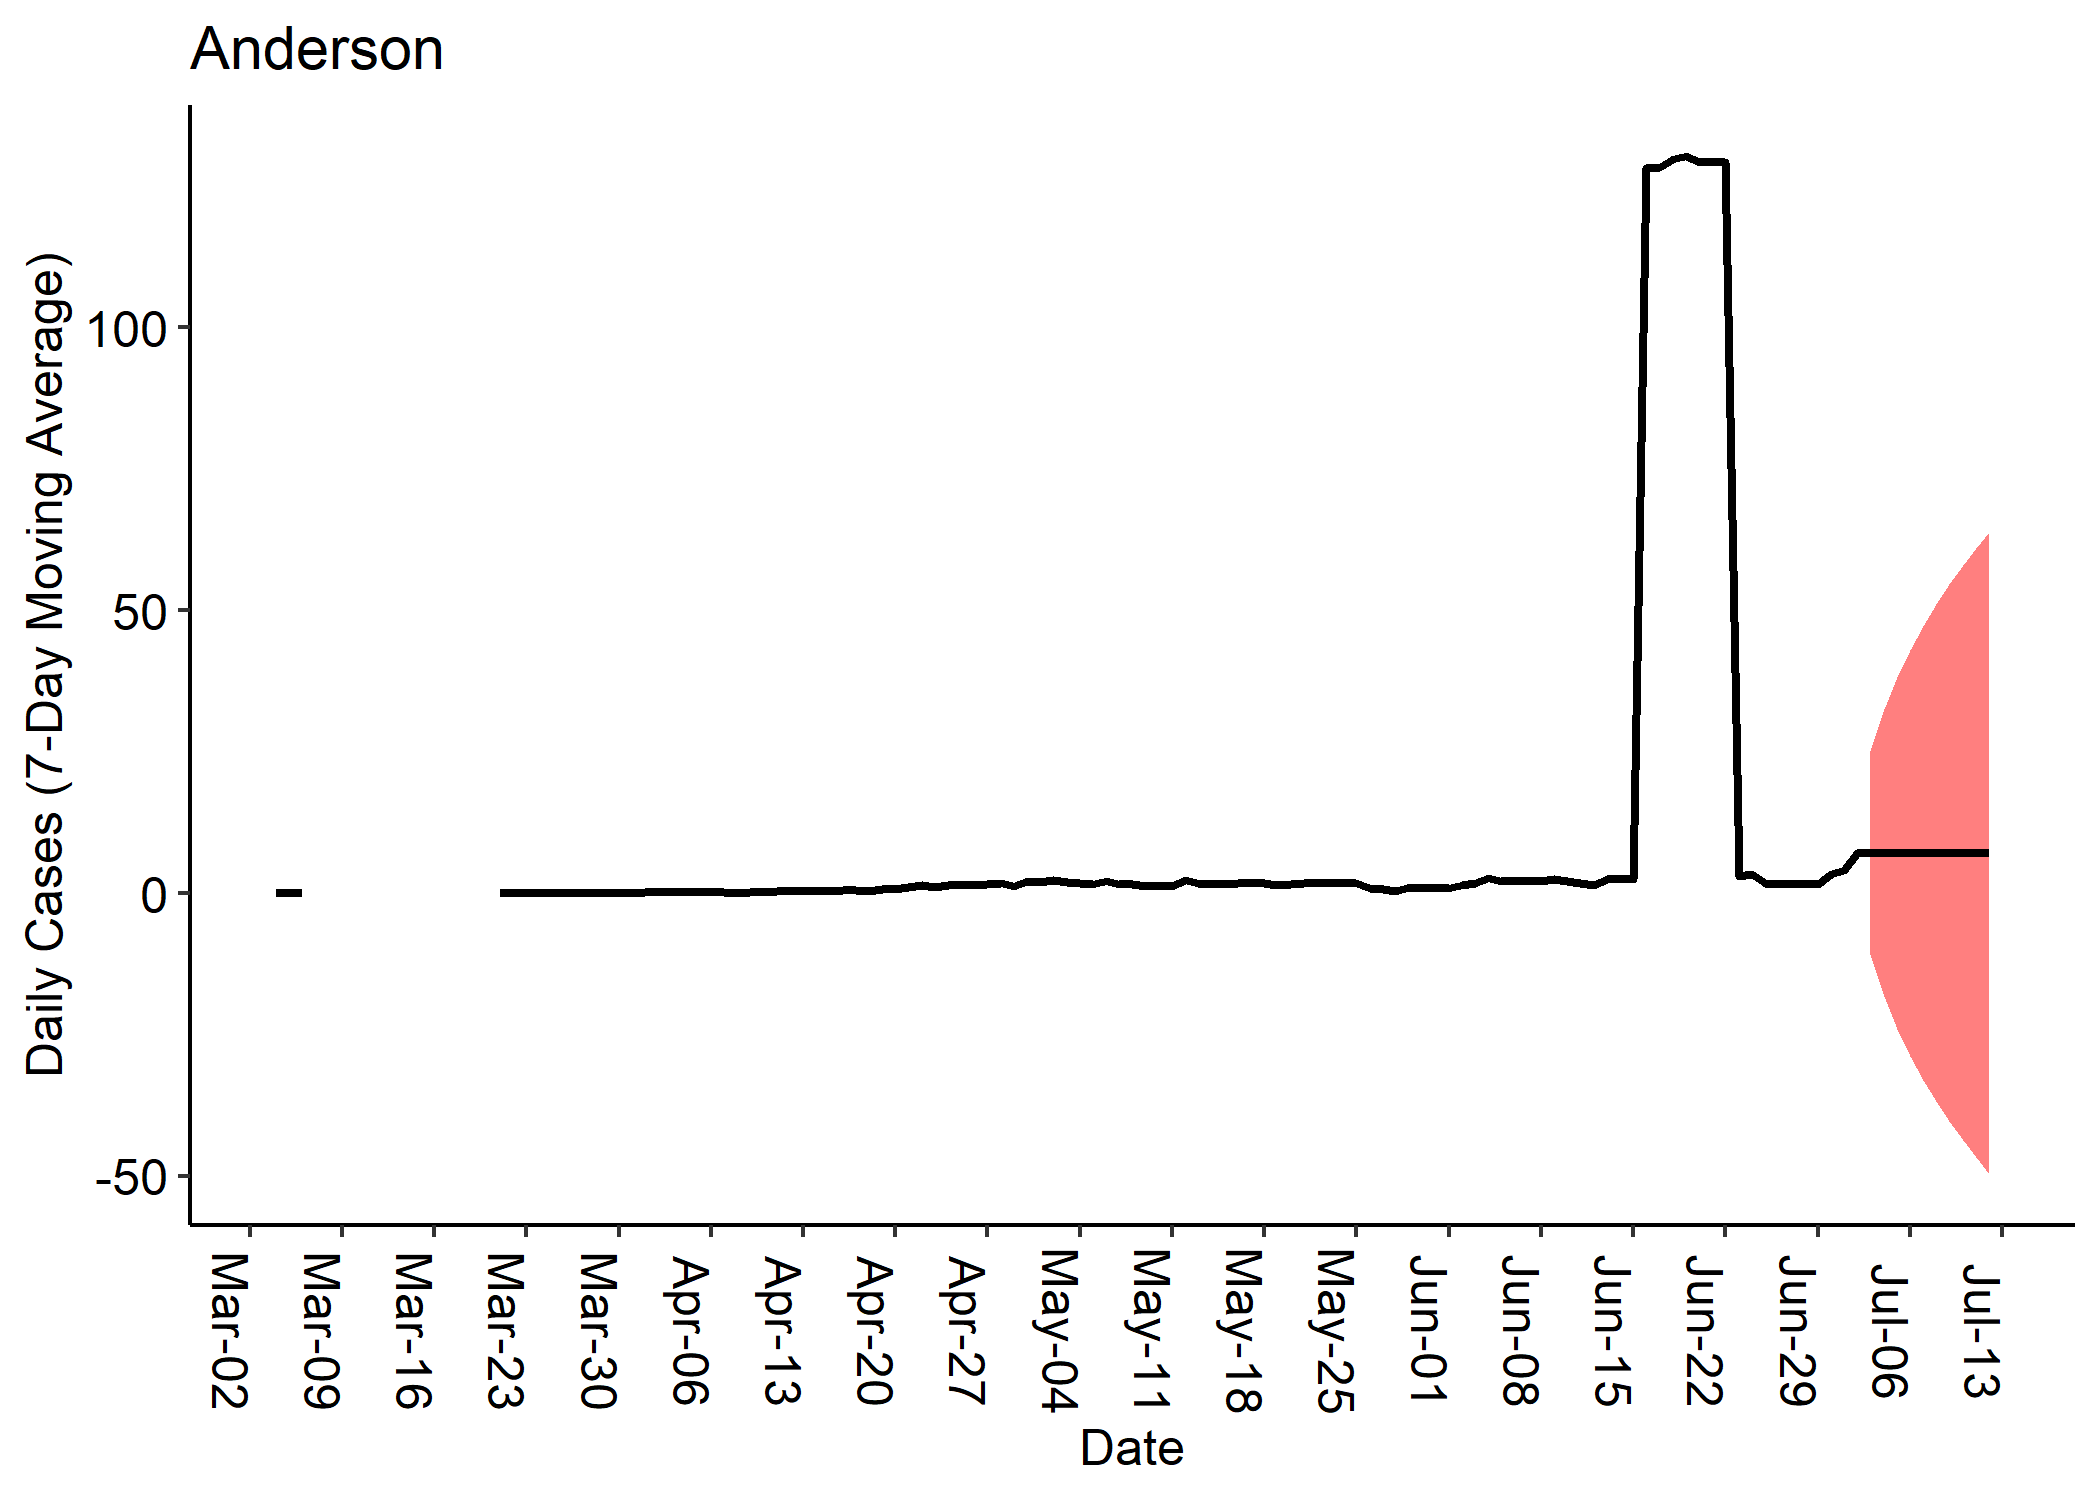 Anderson
Daily Cases (7-Day Moving Average)
100
50
0
-50
Mar-02
Mar-09
Mar-16
Mar-23
Mar-30
Apr-06
Apr-13
Apr-20
Apr-27
May-04
May-11
May-18
May-25
Jun-01
Jun-08
Jun-15
Jun-22
Jun-29
Jul-06
Jul-13
Date